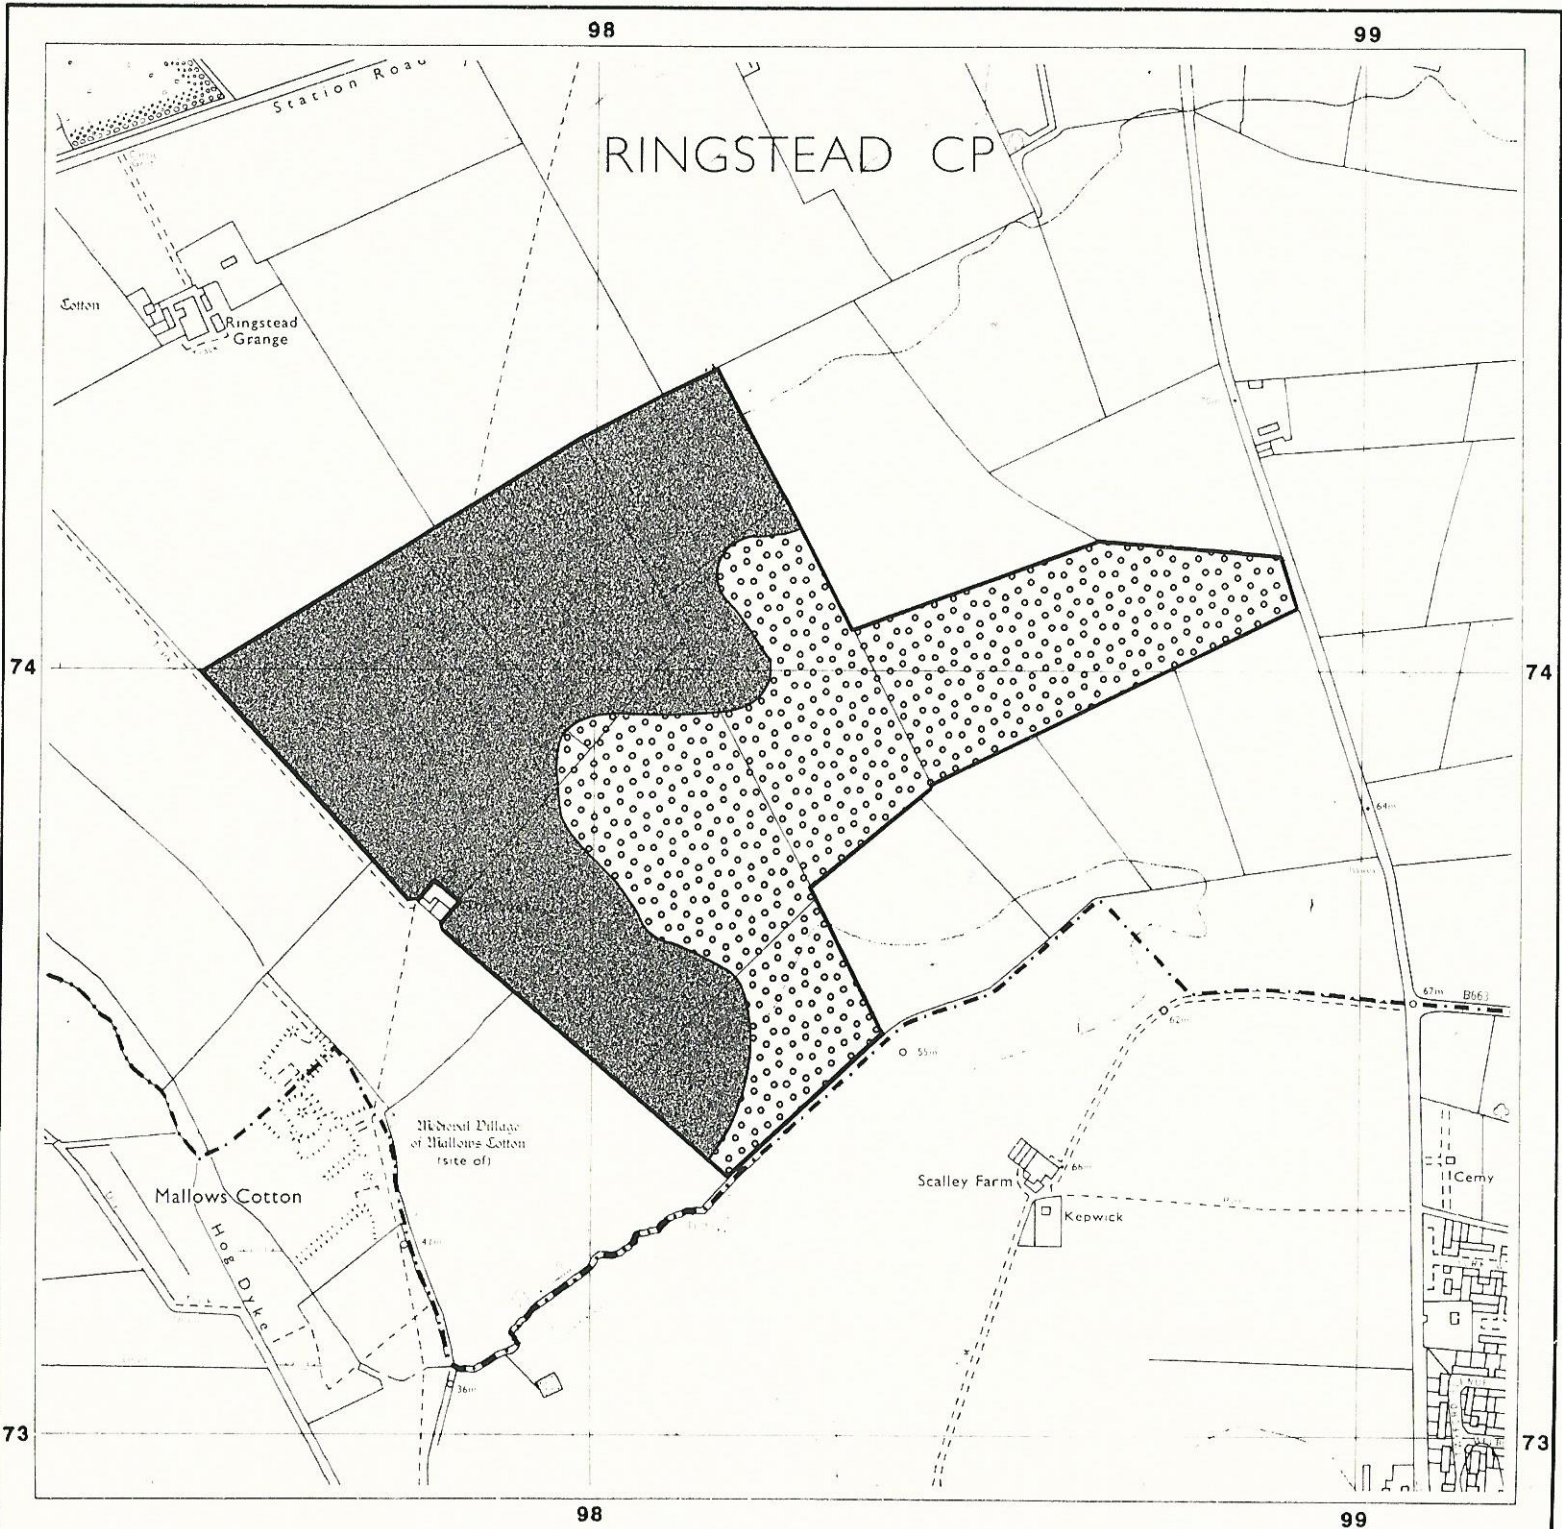 98
99
Station Road
RINGSTEAD CP
Cotton
Ringstead
Grange
74
74
64m
67m
B663
62m
55m
Medieval Village
of Mallows Cotton
(site of)
Mallows Cotton
Scalley Farm
66m
Kepwick
Cemy
Hog Dyke
36m
73
73
98
99